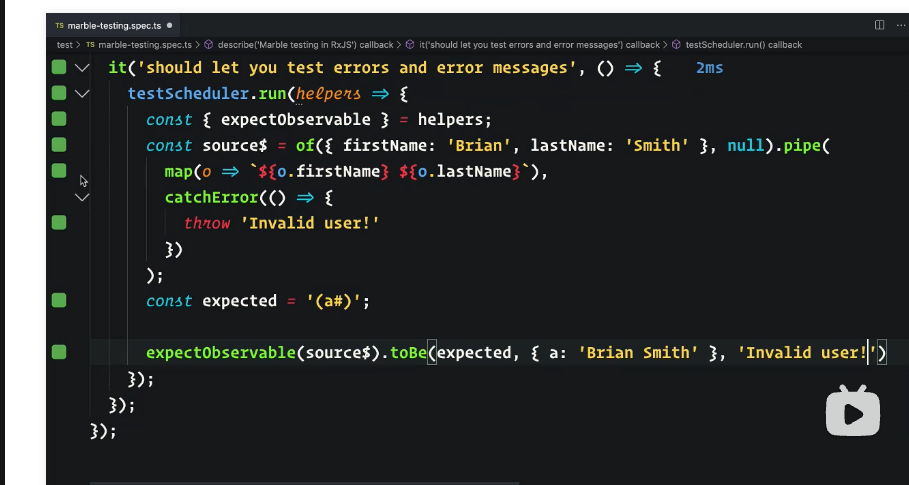 TS marble-testing.spec.ts
test > TS marble-testing.spec.ts > describe('Marble testing in RxJS') callback > it('should let you test errors and error messages') callback > testScheduler.run() callback
it('should let you test errors and error messages', () ⇒ { 2ms
testScheduler.run(helpers ⇒ {
const { expectObservable } = helpers;
const source$ = of({ firstName: 'Brian', lastName: 'Smith' }, null).pipe(
map(o ⇒ `${o.firstName} ${o.lastName}`),
catchError(() ⇒ {
throw 'Invalid user!'
})
);
const expected = '(a#)';
expectObservable(source$).toBe(expected, { a: 'Brian Smith' }, 'Invalid user!')
});
});
});